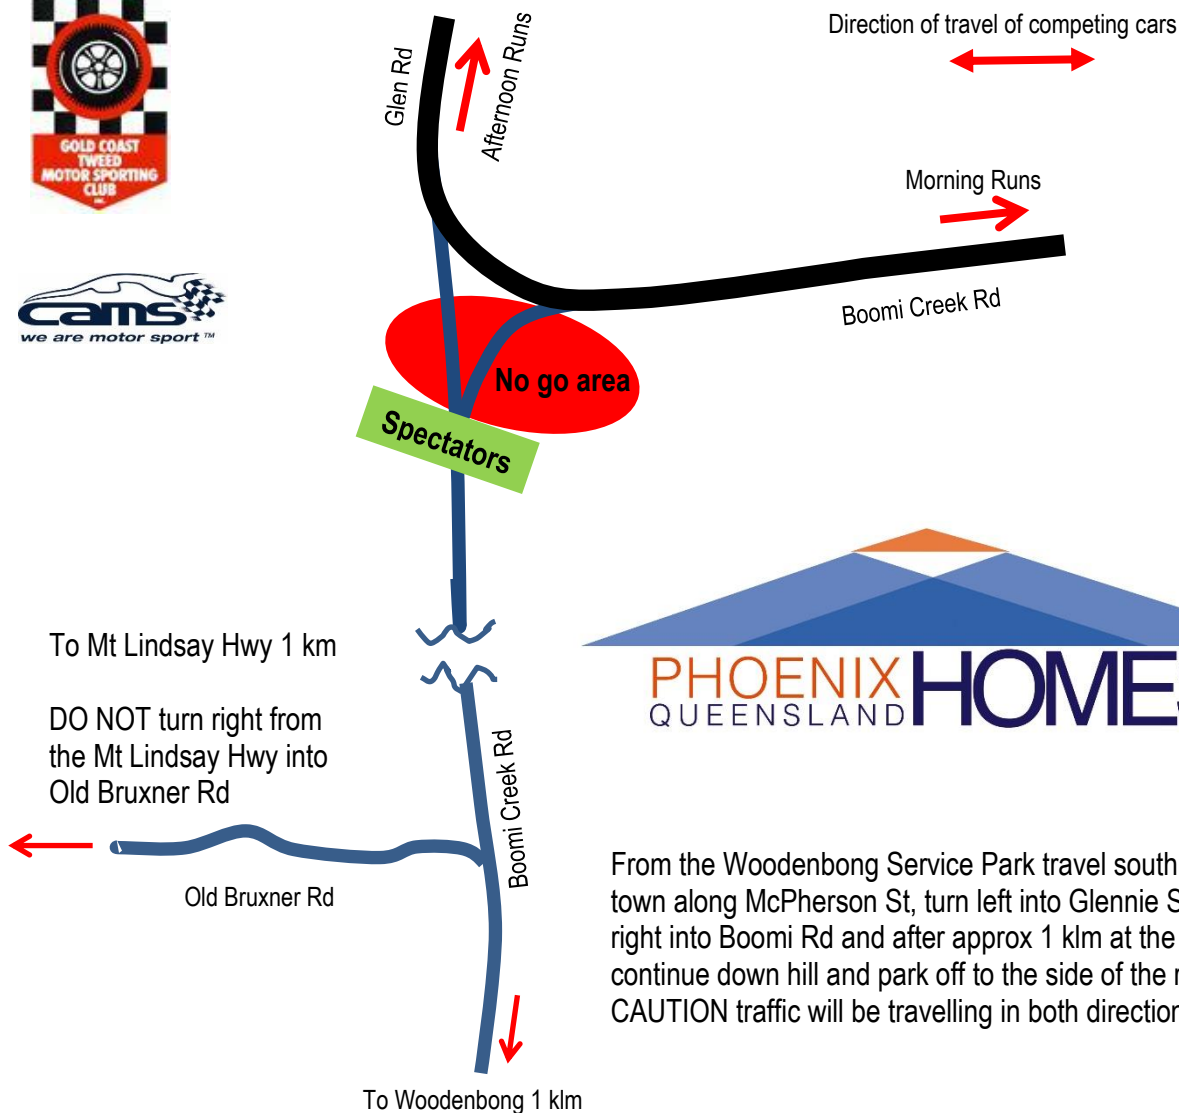 GOLD COAST
TWEED
MOTOR SPORTING
CLUB
INC.
Direction of travel of competing cars
Glen Rd
Afternoon Runs
Morning Runs
Boomi Creek Rd
cams
we are motor sport ™
No go area
Spectators
To Mt Lindsay Hwy 1 km
DO NOT turn right from
the Mt Lindsay Hwy into
Old Bruxner Rd
PHOENIX HOMES
QUEENSLAND
Boomi Creek Rd
Old Bruxner Rd
From the Woodenbong Service Park travel south
town along McPherson St, turn left into Glennie S
right into Boomi Rd and after approx 1 klm at the
continue down hill and park off to the side of the r
CAUTION traffic will be travelling in both direction
To Woodenbong 1 klm